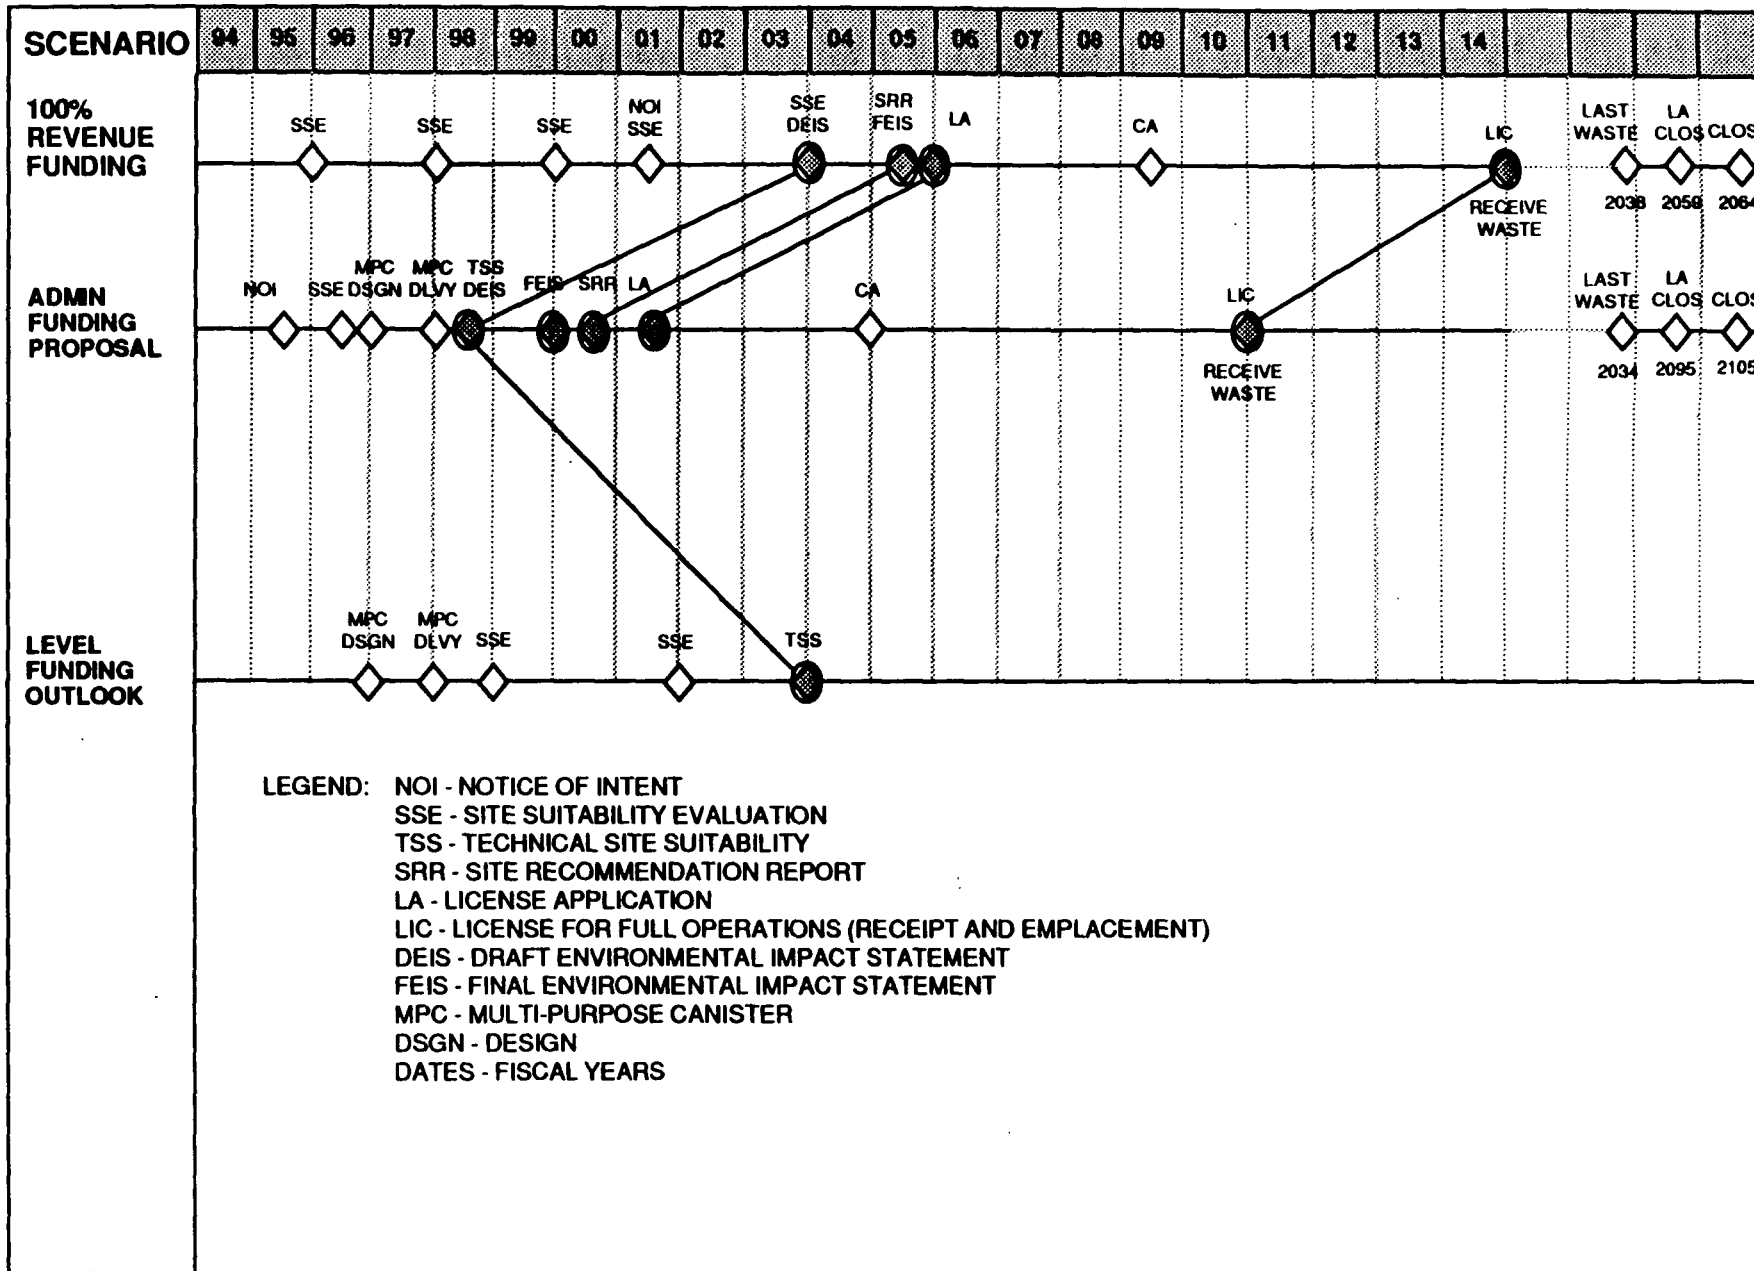 SCENARIO 94 95 96 97 98 99 00 01 02 03 04 05 06 07 08 09 10 11 12 13 14
100%
REVENUE
FUNDING
SSE SSE SSE
NOI
SSE
SSE
DEIS
SRR
FEIS
LA
CA
LIC
RECEIVE
WASTE
LAST
WASTE
LA
CLOS
CLOS
2038 2059 2064
ADMIN
FUNDING
PROPOSAL
NOI
SSE
MPC
DSGN
MPC
DLVY
TSS
DEIS
FEIS
SRR
LA
CA
LIC
RECEIVE
WASTE
LAST
WASTE
LA
CLOS
CLOS
2034 2095 2105
LEVEL
FUNDING
OUTLOOK
MPC
DSGN
MPC
DLVY
SSE
SSE
TSS
LEGEND: NOI - NOTICE OF INTENT
SSE - SITE SUITABILITY EVALUATION
TSS - TECHNICAL SITE SUITABILITY
SRR - SITE RECOMMENDATION REPORT
LA - LICENSE APPLICATION
LIC - LICENSE FOR FULL OPERATIONS (RECEIPT AND EMPLACEMENT)
DEIS - DRAFT ENVIRONMENTAL IMPACT STATEMENT
FEIS - FINAL ENVIRONMENTAL IMPACT STATEMENT
MPC - MULTI-PURPOSE CANISTER
DSGN - DESIGN
DATES - FISCAL YEARS